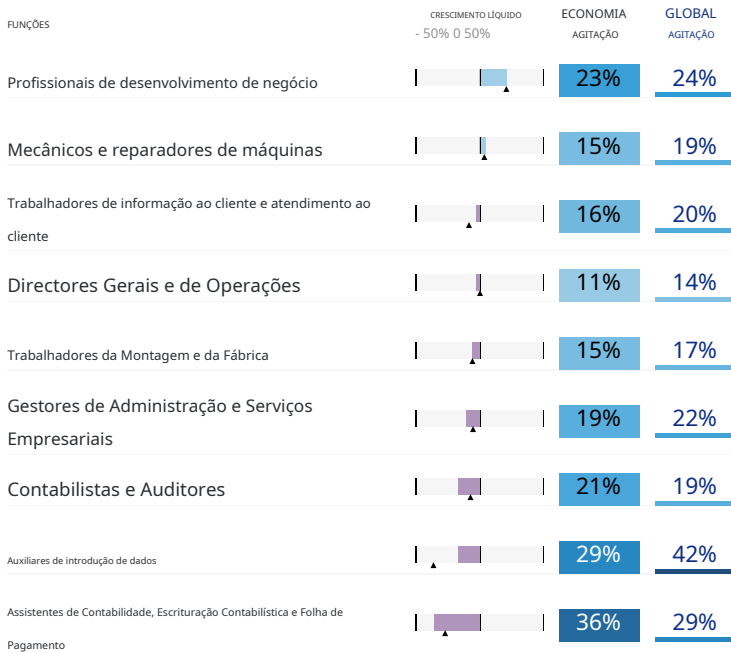 FUNÇÕES
CRESCIMENTO LÍQUIDO
- 50% 0 50%
ECONOMIA
AGITAÇÃO
GLOBAL
AGITAÇÃO
Profissionais de desenvolvimento de negócio
23%
24%
Mecânicos e reparadores de máquinas
15%
19%
Trabalhadores de informação ao cliente e atendimento ao
cliente
16%
20%
Directores Gerais e de Operações
11%
14%
Trabalhadores da Montagem e da Fábrica
15%
17%
Gestores de Administração e Serviços
Empresariais
19%
22%
Contabilistas e Auditores
21%
19%
Auxiliares de introdução de dados
29%
42%
Assistentes de Contabilidade, Escrituração Contabilística e Folha de
Pagamento
36%
29%